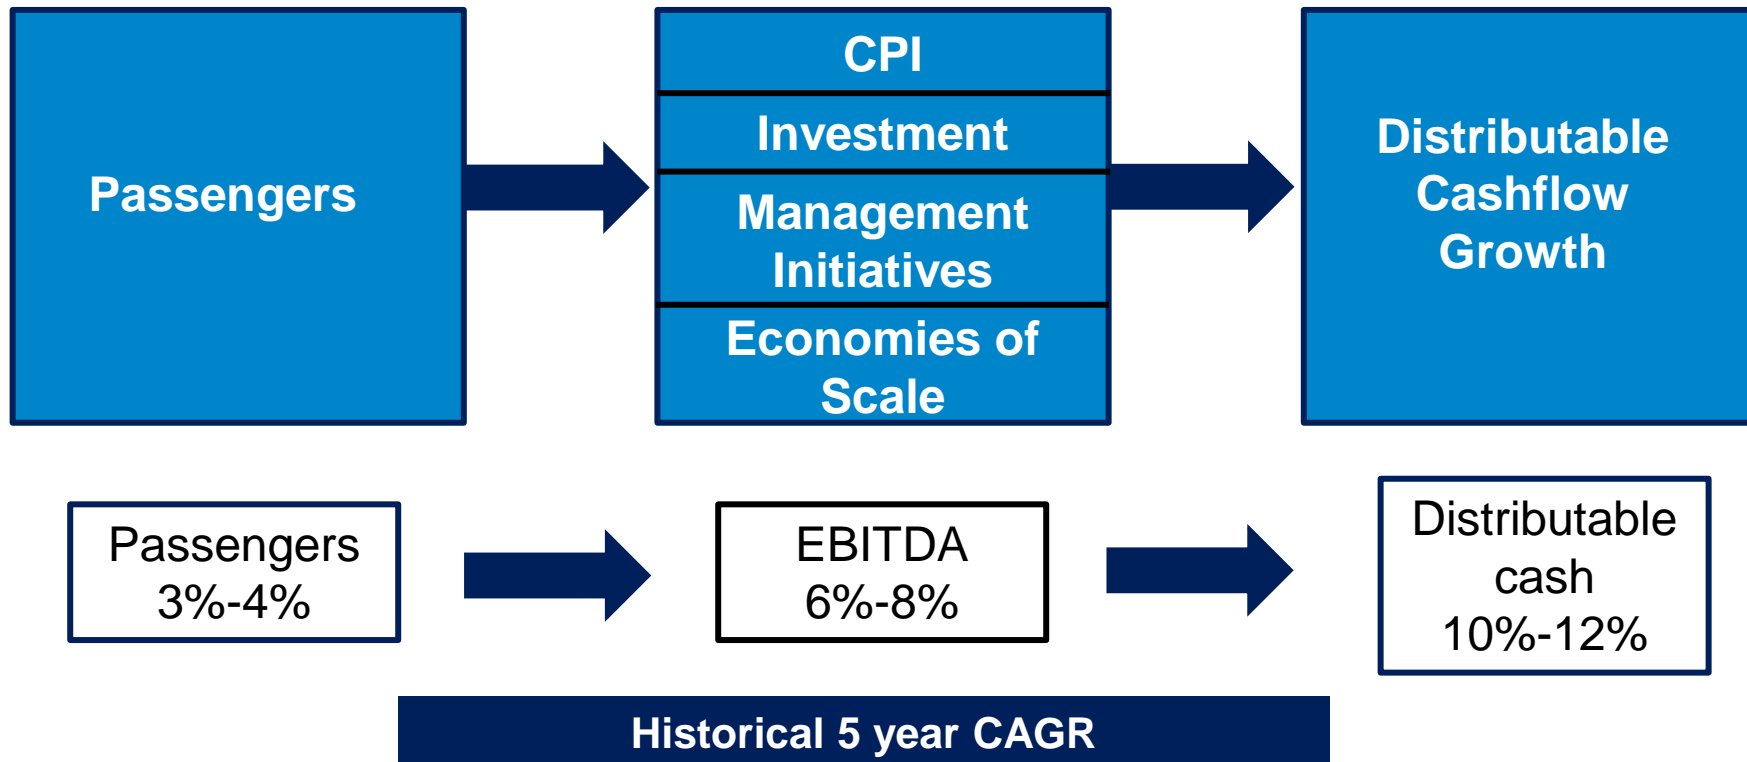 Passengers
CPI
Investment
Management
Initiatives
Economies of
Scale
Distributable
Cashflow
Growth
Passengers
3%-4%
EBITDA
6%-8%
Distributable
cash
10%-12%
Historical 5 year CAGR